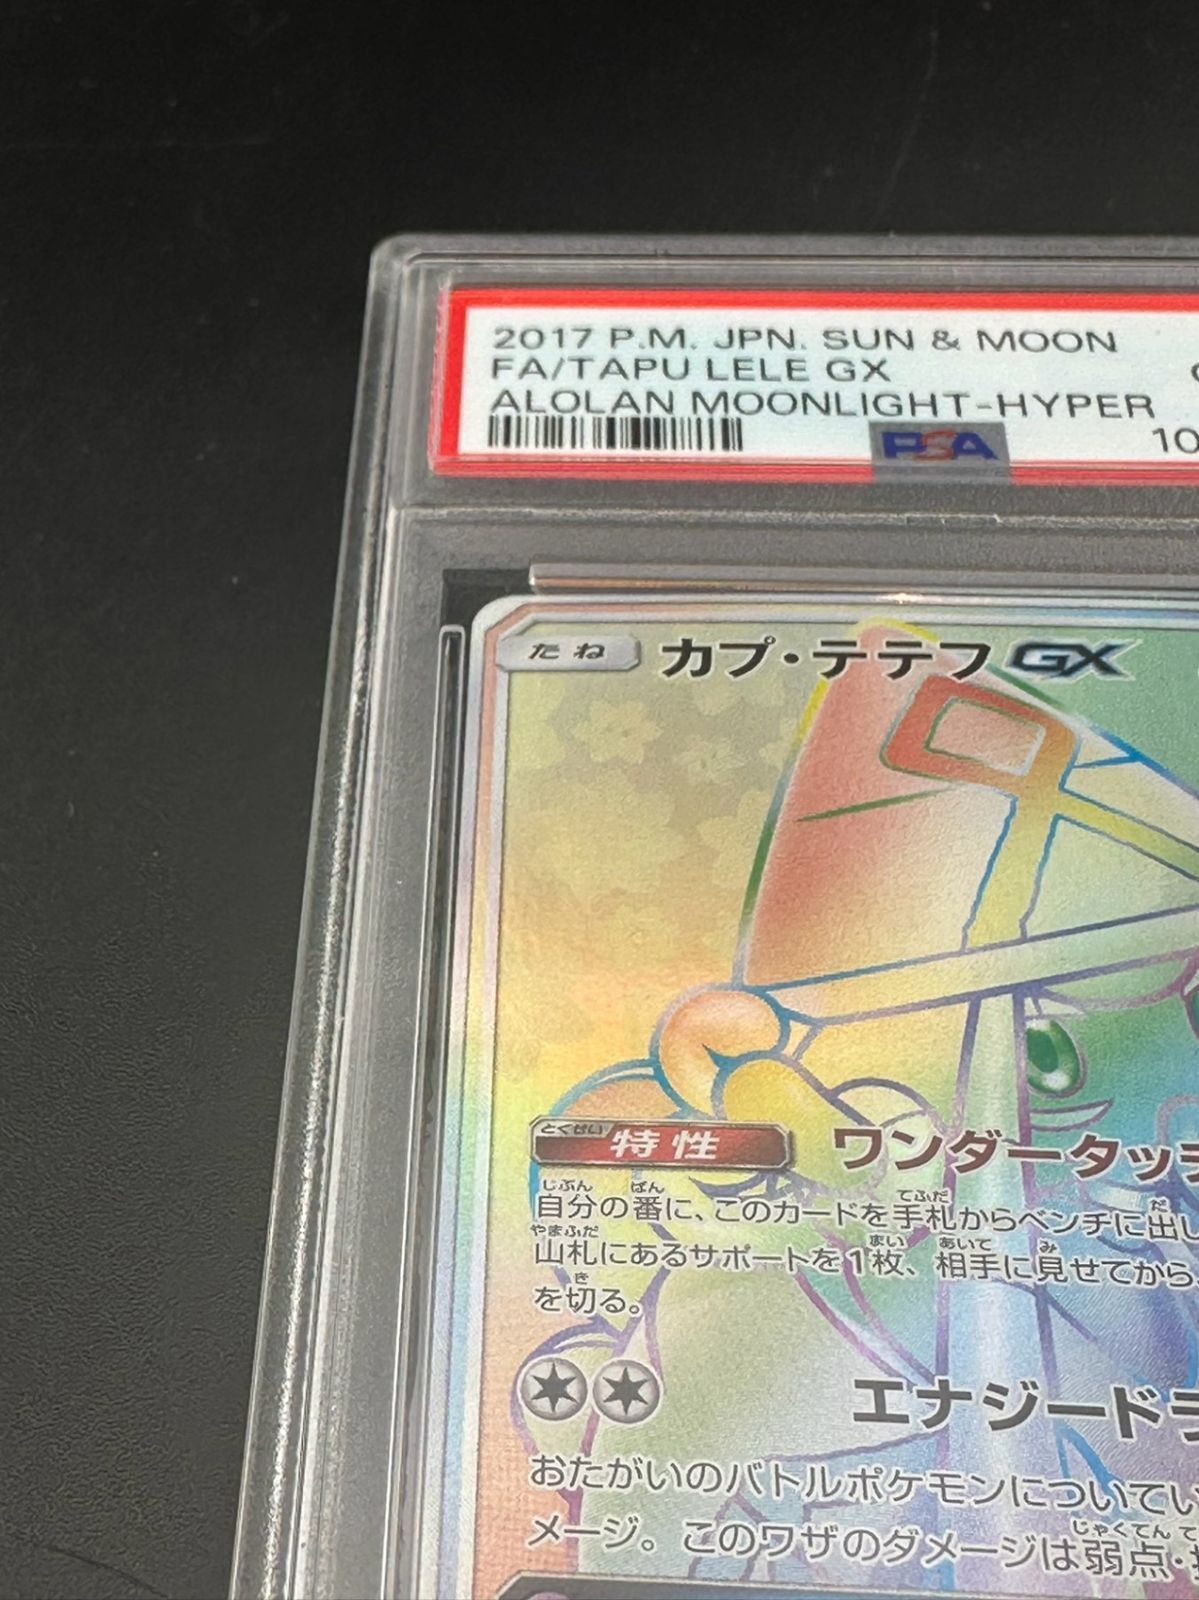 2017 P.M. JPN. SUN & MOON
FA/TAPU LELE GX
ALOLAN MOONLIGHT-HYPER
PSA
10
たね カプ・テテフGX
とくせい
特性 ワンダータッチ
じぶん ばん てふだ だ
自分の番に、このカードを手札からベンチに出し
やまふだ まい あいて み
山札にあるサポートを1枚、相手に見せてから
き
を切る。
エナジードラ
おたがいのバトルポケモンについてい
じゃくてん て
メージ。このワザのダメージは弱点・